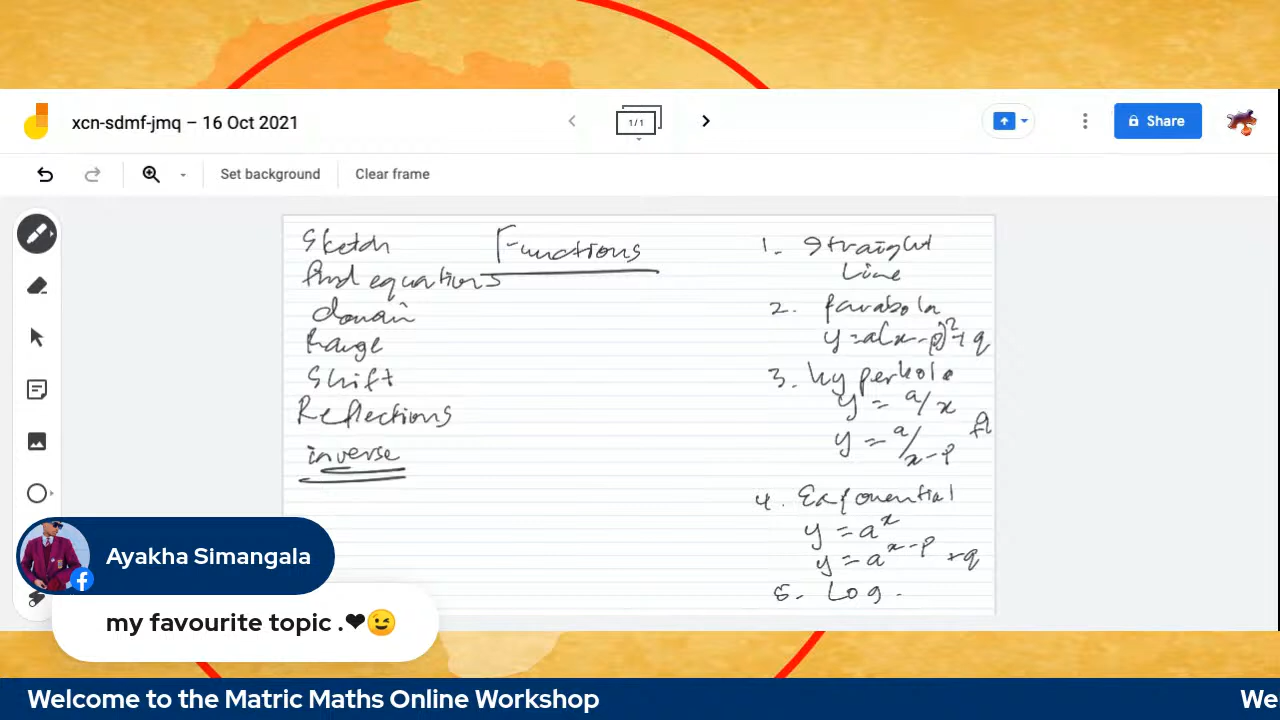 xcn-sdmf-jmq – 16 Oct 2021
1/1
Share
Set background
Clear frame
Functions
Sketch
find equations
domain
Range
Shift
Reflections
inverse
1. Straight
Line
2. parabola
y = a(x - p)² + q
3. hyperbola
y = a/x
y = a/x-p
4. Exponential
y = a^x
y = a^x-p + q
5. Log.
Ayakha Simangala
my favourite topic .❤😉
Welcome to the Matric Maths Online Workshop
We